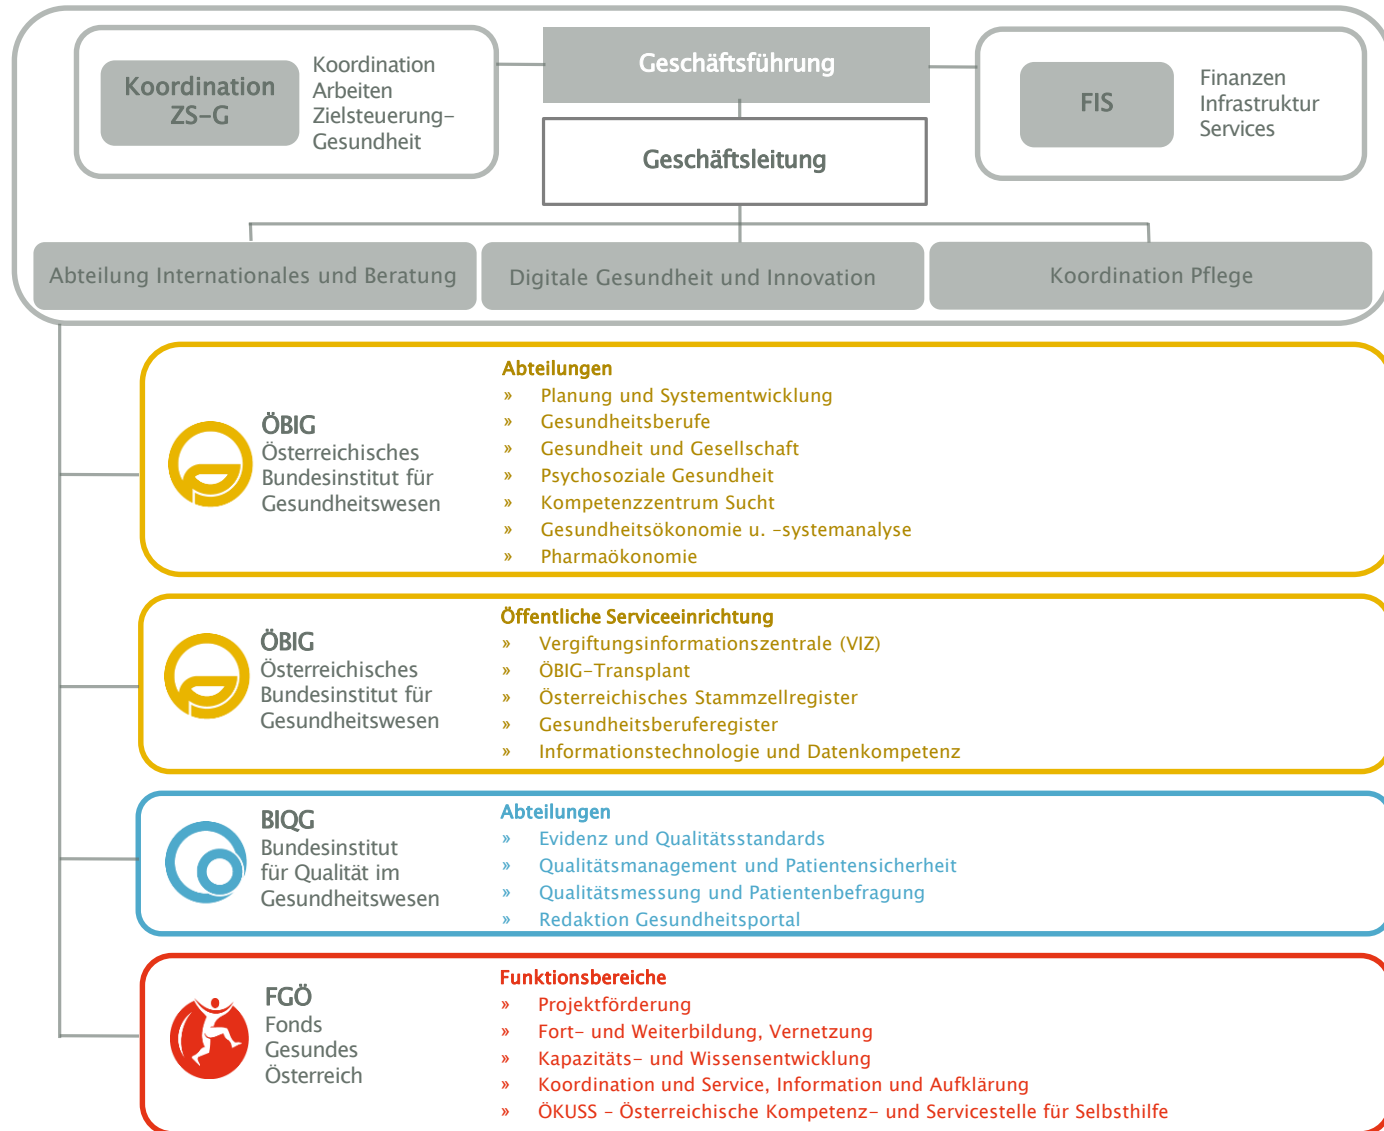 Koordination
ZS-G
Koordination
Arbeiten
Zielsteuerung-
Gesundheit
Geschäftsführung
Geschäftsleitung
FIS
Finanzen
Infrastruktur
Services
Abteilung Internationales und Beratung
Digitale Gesundheit und Innovation
Koordination Pflege
ÖBIG
Österreichisches
Bundesinstitut für
Gesundheitswesen
Abteilungen
» Planung und Systementwicklung
» Gesundheitsberufe
» Gesundheit und Gesellschaft
» Psychosoziale Gesundheit
» Kompetenzzentrum Sucht
» Gesundheitsökonomie u. -systemanalyse
» Pharmaökonomie
ÖBIG
Österreichisches
Bundesinstitut für
Gesundheitswesen
Öffentliche Serviceeinrichtung
» Vergiftungsinformationszentrale (VIZ)
» ÖBIG-Transplant
» Österreichisches Stammzellregister
» Gesundheitsberuferegister
» Informationstechnologie und Datenkompetenz
BIQG
Bundesinstitut
für Qualität im
Gesundheitswesen
Abteilungen
» Evidenz und Qualitätsstandards
» Qualitätsmanagement und Patientensicherheit
» Qualitätsmessung und Patientenbefragung
» Redaktion Gesundheitsportal
FGÖ
Fonds
Gesundes
Österreich
Funktionsbereiche
» Projektförderung
» Fort- und Weiterbildung, Vernetzung
» Kapazitäts- und Wissensentwicklung
» Koordination und Service, Information und Aufklärung
» ÖKUSS – Österreichische Kompetenz- und Servicestelle für Selbsthilfe